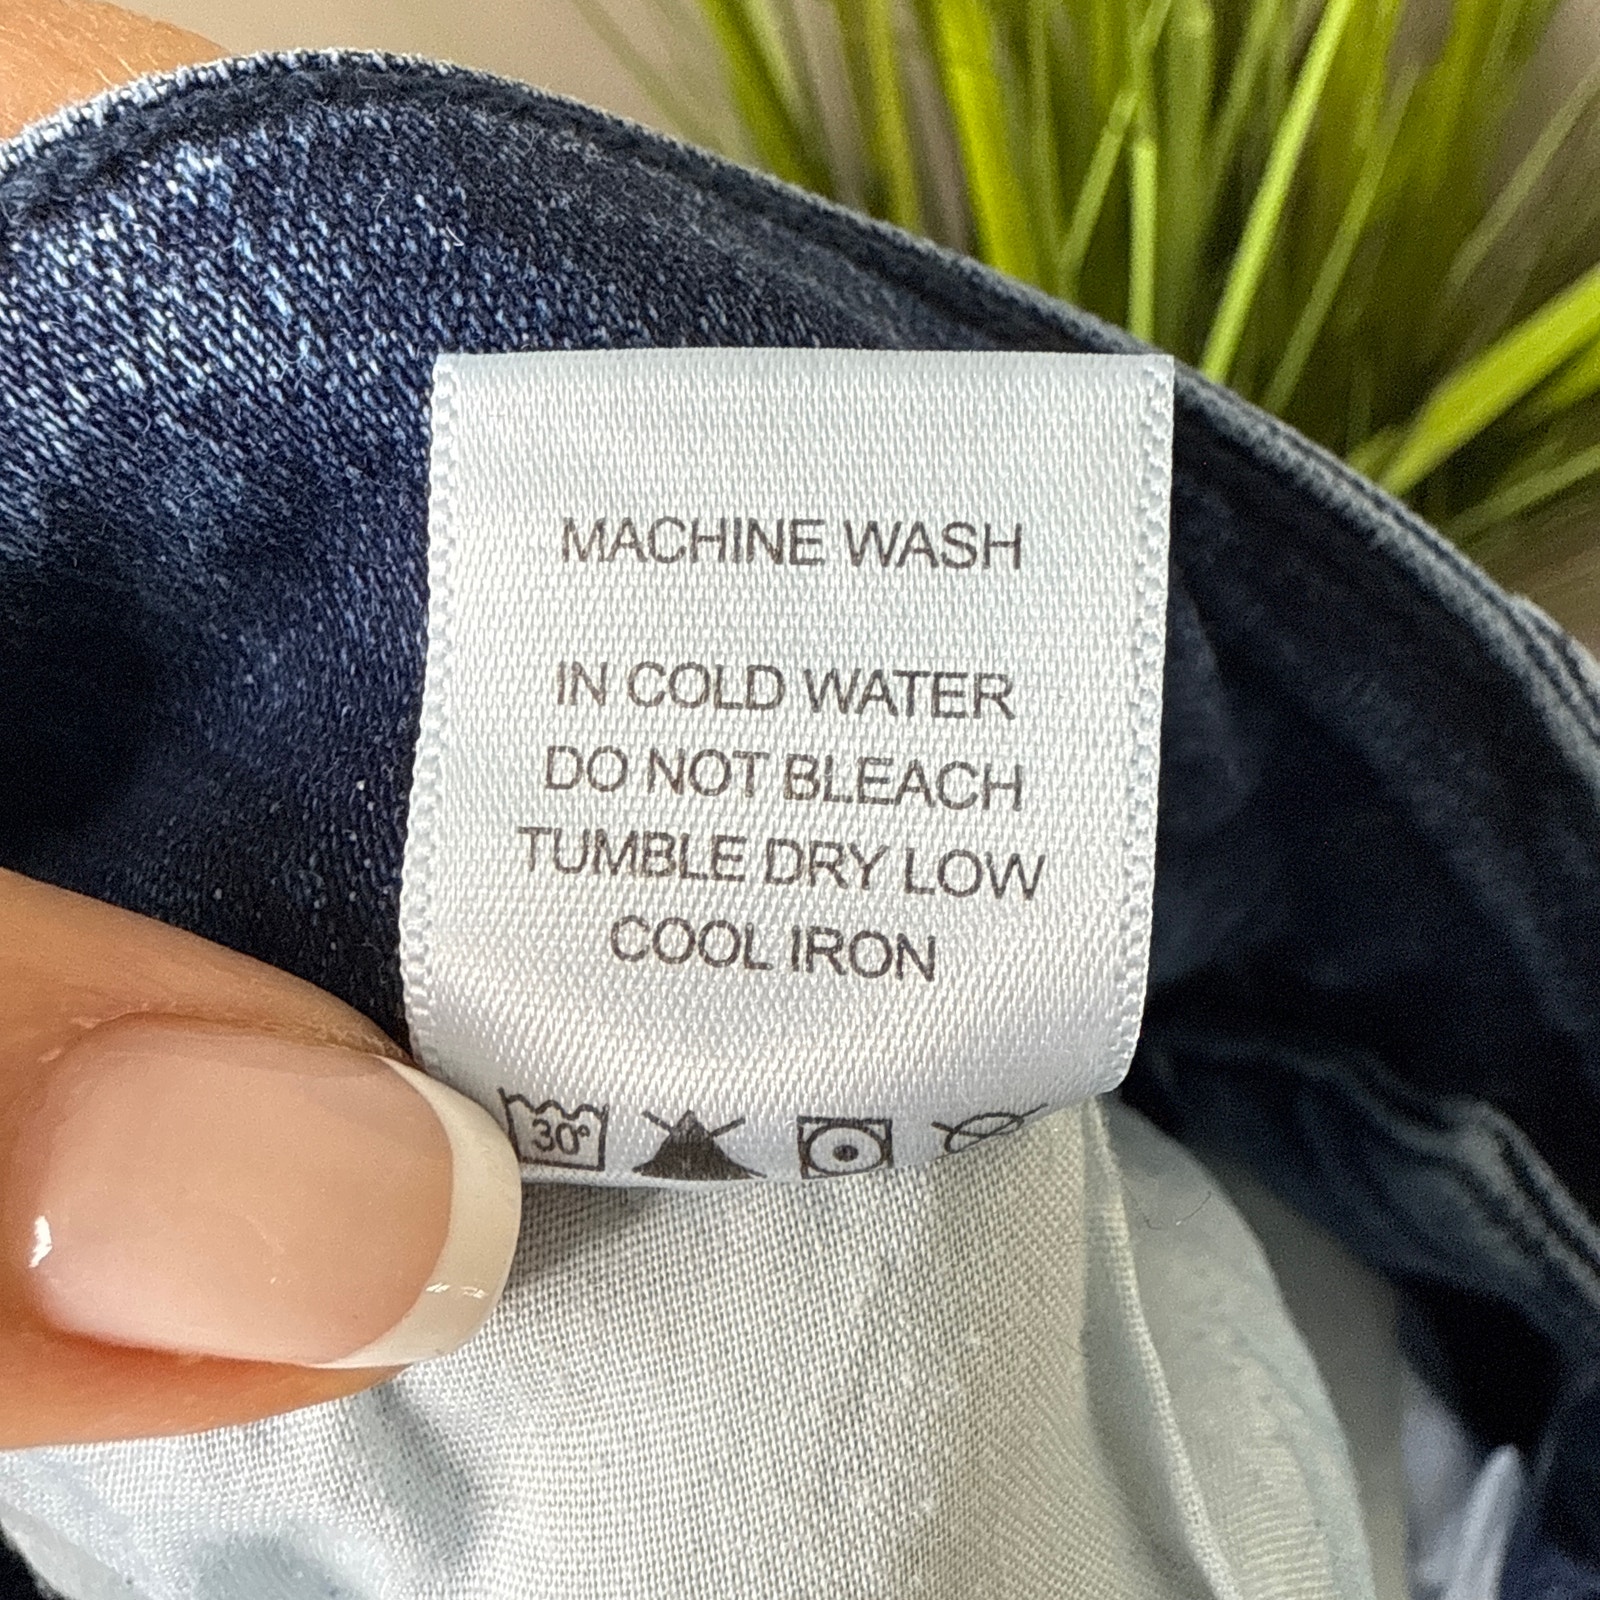 MACHINE WASH
IN COLD WATER
DO NOT BLEACH
TUMBLE DRY LOW
COOL IRON
30°